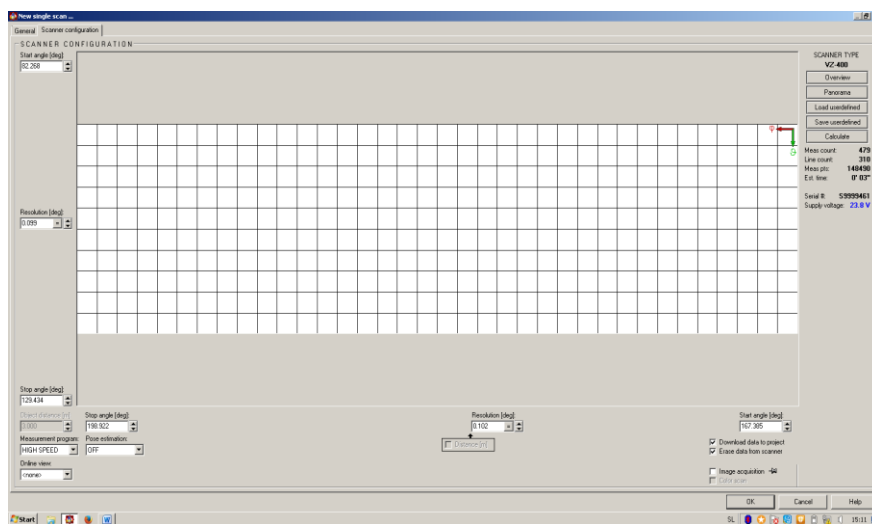 New single scan ...
General Scanner configuration
SCANNER CONFIGURATION
Start angle [deg]:
82.268
SCANNER TYPE
VZ-400
Overview
Panorama
Load userdefined
Save userdefined
Calculate
Meas count: 479
Line count: 310
Meas pts: 148490
Est. time: 0' 03"
Serial #: S9999461
Supply voltage: 23.8 V
Resolution [deg]:
0.099
Stop angle [deg]:
129.434
Object distance [m]:
3.000
Stop angle [deg]:
198.922
Resolution [deg]:
0.102
Start angle [deg]:
167.385
Measurement program:
HIGH SPEED
Pose estimation:
OFF
Distance [m]
Download data to project
Erase data from scanner
Online view:
<none>
Image acquisition
Color scan
OK Cancel Help
Start SL 15:11